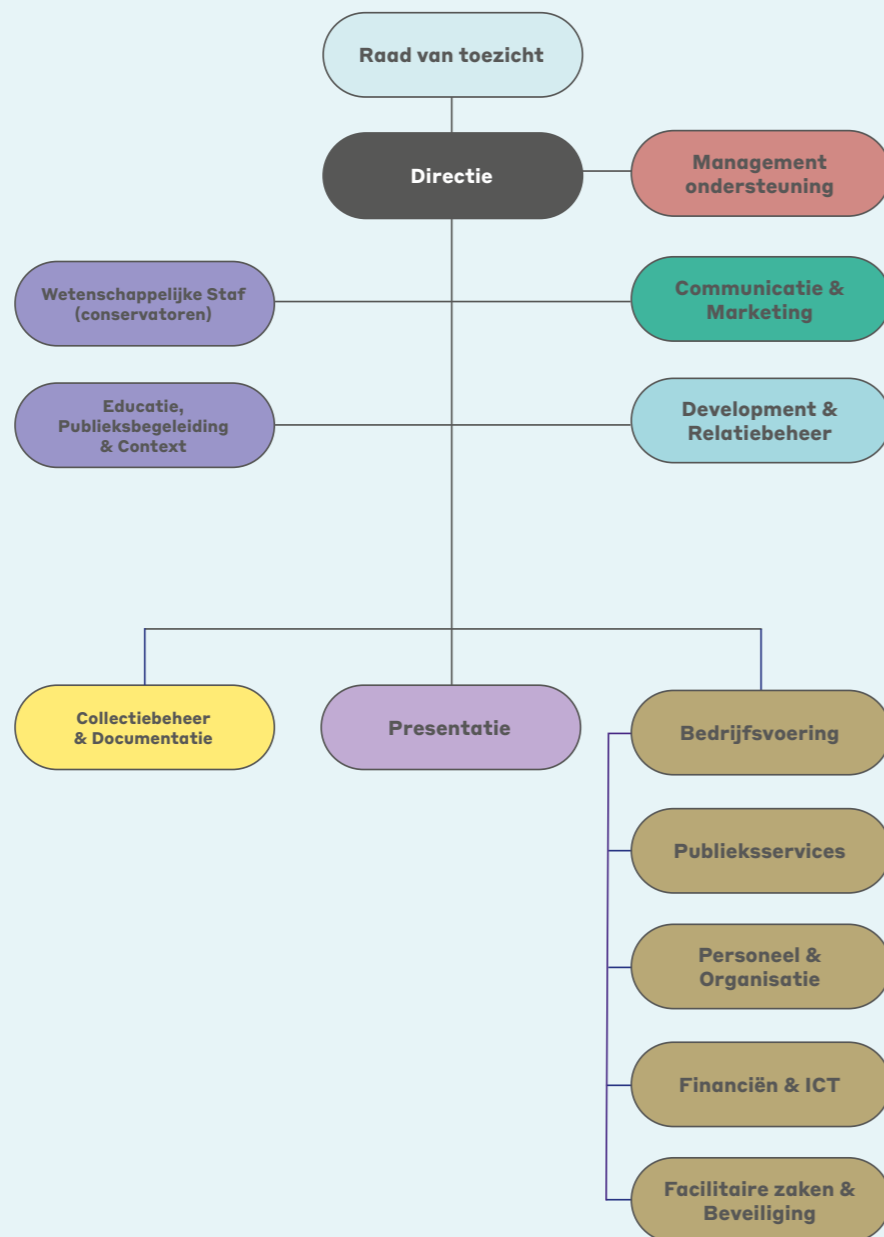 Raad van toezicht
Directie
Management
ondersteuning
Wetenschappelijke Staf
(conservatoren)
Communicatie &
Marketing
Educatie,
Publieksbegeleiding
& Context
Development &
Relatiebeheer
Collectiebeheer
& Documentatie
Presentatie
Bedrijfsvoering
Publieksservices
Personeel &
Organisatie
Financiën & ICT
Facilitaire zaken &
Beveiliging